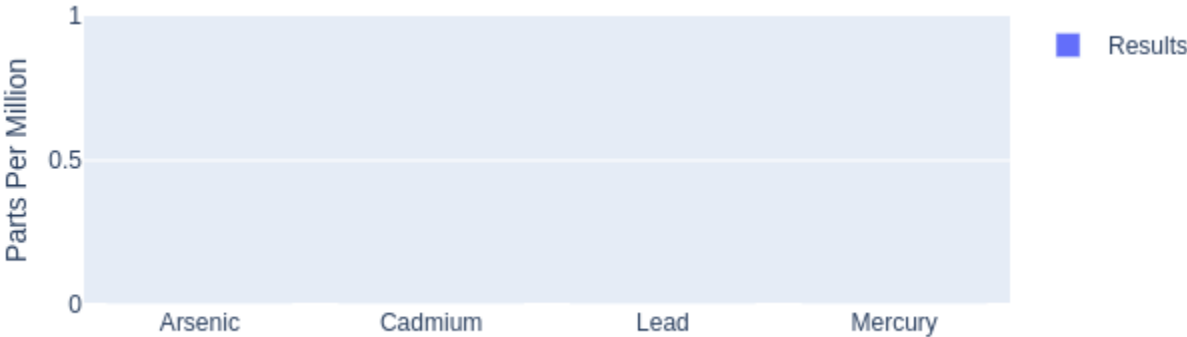 Parts Per Million
1
0.5
0
Arsenic Cadmium Lead Mercury
Results